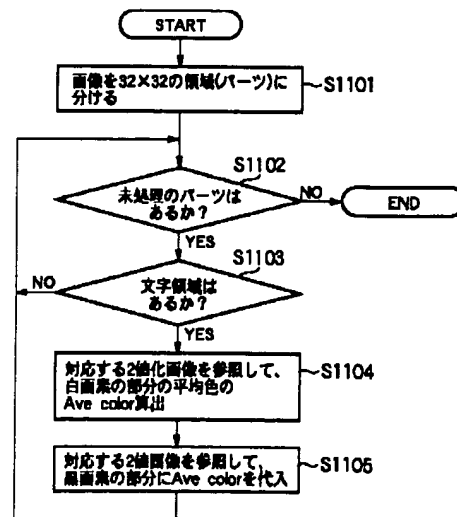 START
画像を32×32の領域(パーツ)に
分ける
S1101
S1102
未処理のパーツは
あるか?
NO
END
YES
S1103
NO
文字領域は
あるか?
YES
対応する2値化画像を参照して、
白画素の部分の平均色の
Ave color算出
S1104
対応する2値画像を参照して、
黒画素の部分にAve colorを代入
S1105